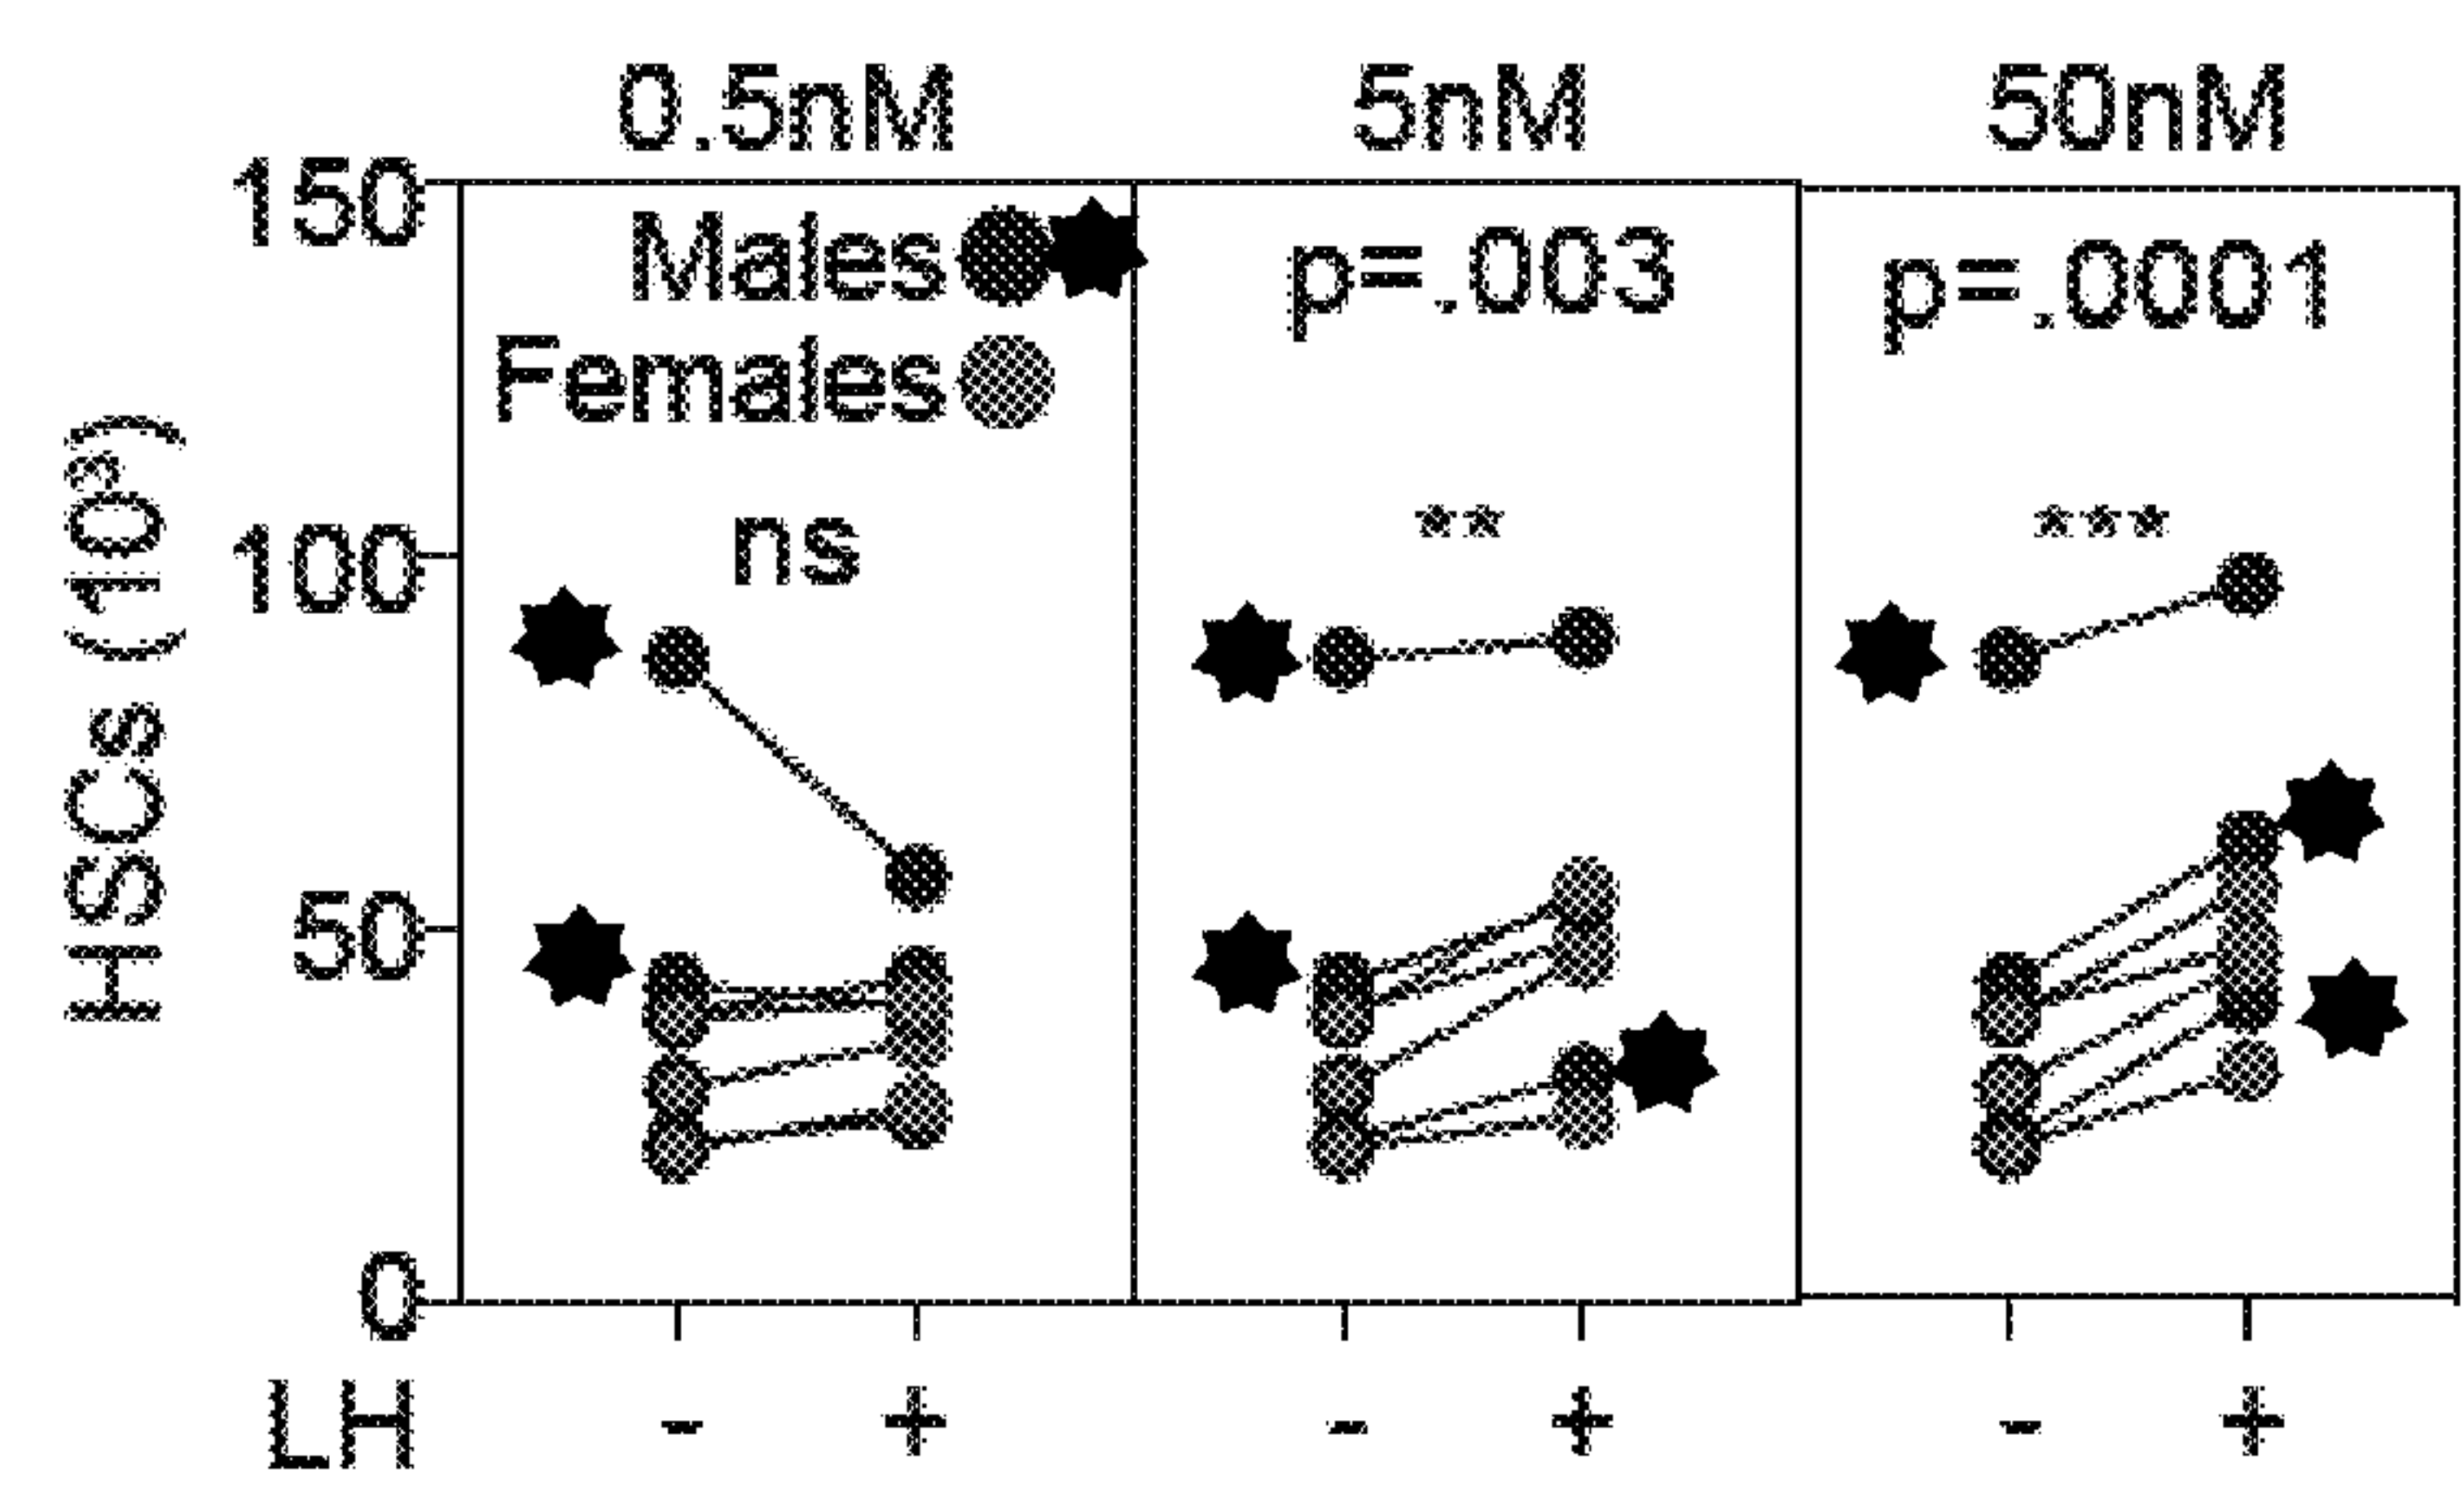 0.5nM 5nM 50nM
150
Males p=.003 p=.0001
Females
HSCs (10³)
100 ns ** ***
50
0
LH - + - + - +